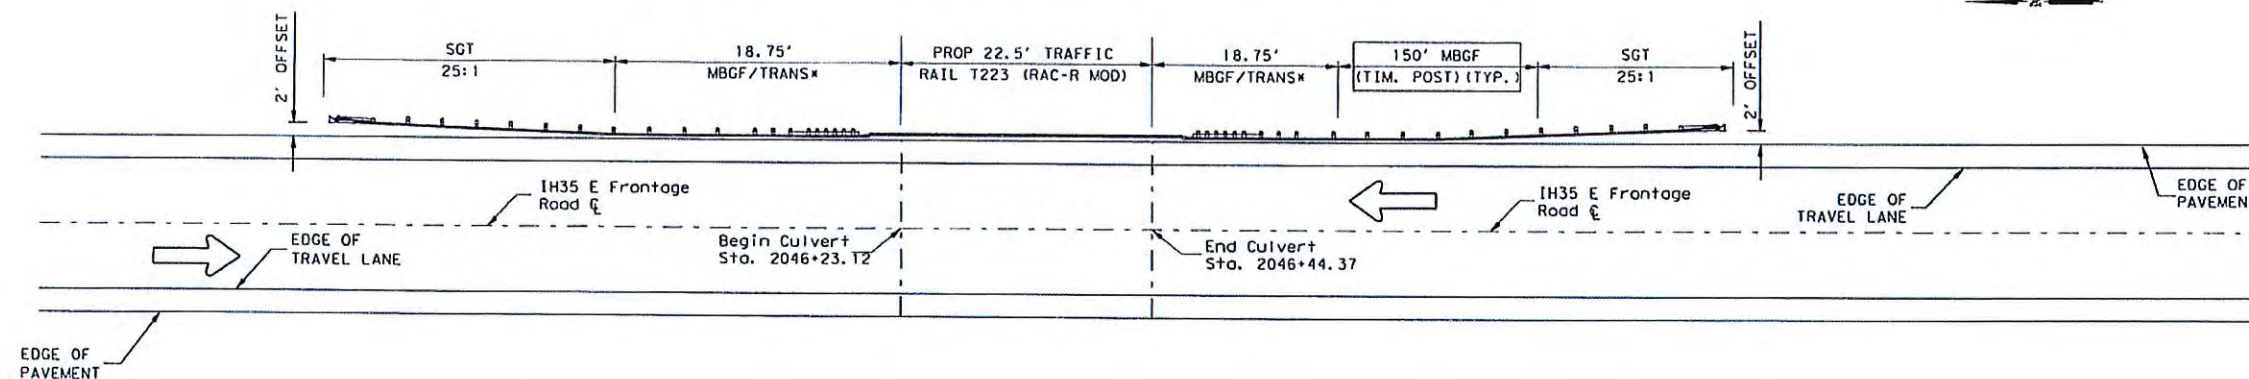 2' OFFSET
SGT
25:1
18.75'
MBGF/TRANS*
PROP 22.5' TRAFFIC
RAIL T223 (RAC-R MOD)
18.75'
MBGF/TRANS*
150' MBGF
(TIM. POST)(TYP.)
SGT
25:1
2' OFFSET
IH35 E Frontage
Road ℄
IH35 E Frontage
Road ℄
EDGE OF
TRAVEL LANE
EDGE OF
PAVEMEN
EDGE OF
TRAVEL LANE
Begin Culvert
Sta. 2046+23.12
End Culvert
Sta. 2046+44.37
EDGE OF
PAVEMENT